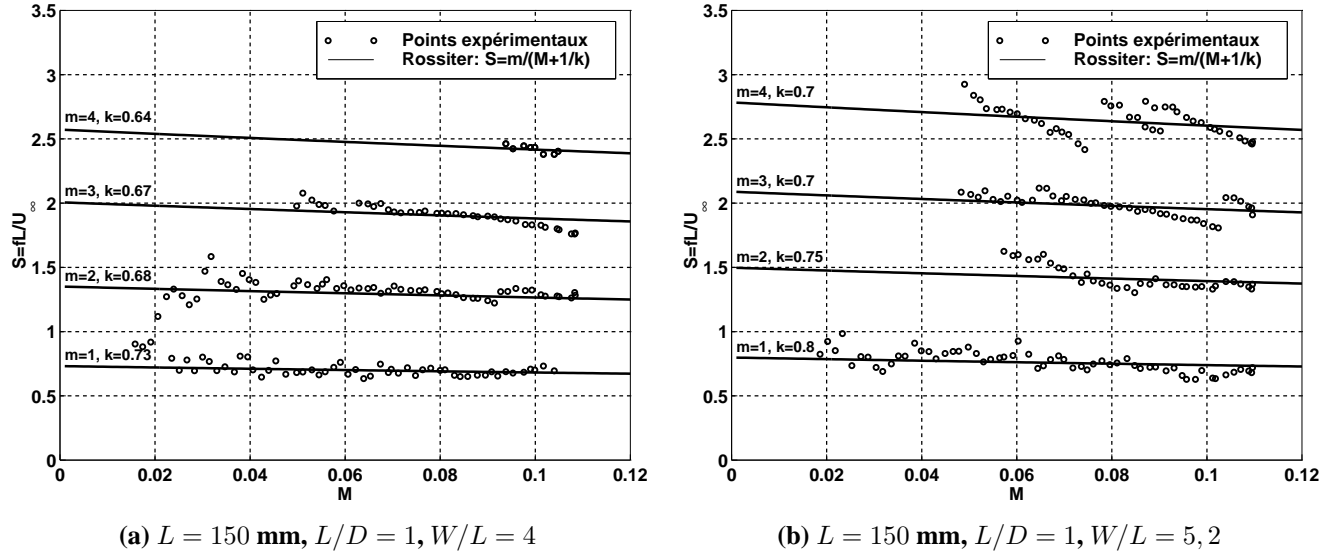 3.5
3
2.5
2
1.5
1
0.5
0
S=fL/U∞
Points expérimentaux
Rossiter: S=m/(M+1/k)
m=4, k=0.64
m=3, k=0.67
m=2, k=0.68
m=1, k=0.73
0 0.02 0.04 0.06 0.08 0.1 0.12
M
(a) L = 150 mm, L/D = 1, W/L = 4
3.5
3
2.5
2
1.5
1
0.5
0
S=fL/U∞
Points expérimentaux
Rossiter: S=m/(M+1/k)
m=4, k=0.7
m=3, k=0.7
m=2, k=0.75
m=1, k=0.8
0 0.02 0.04 0.06 0.08 0.1 0.12
M
(b) L = 150 mm, L/D = 1, W/L = 5, 2